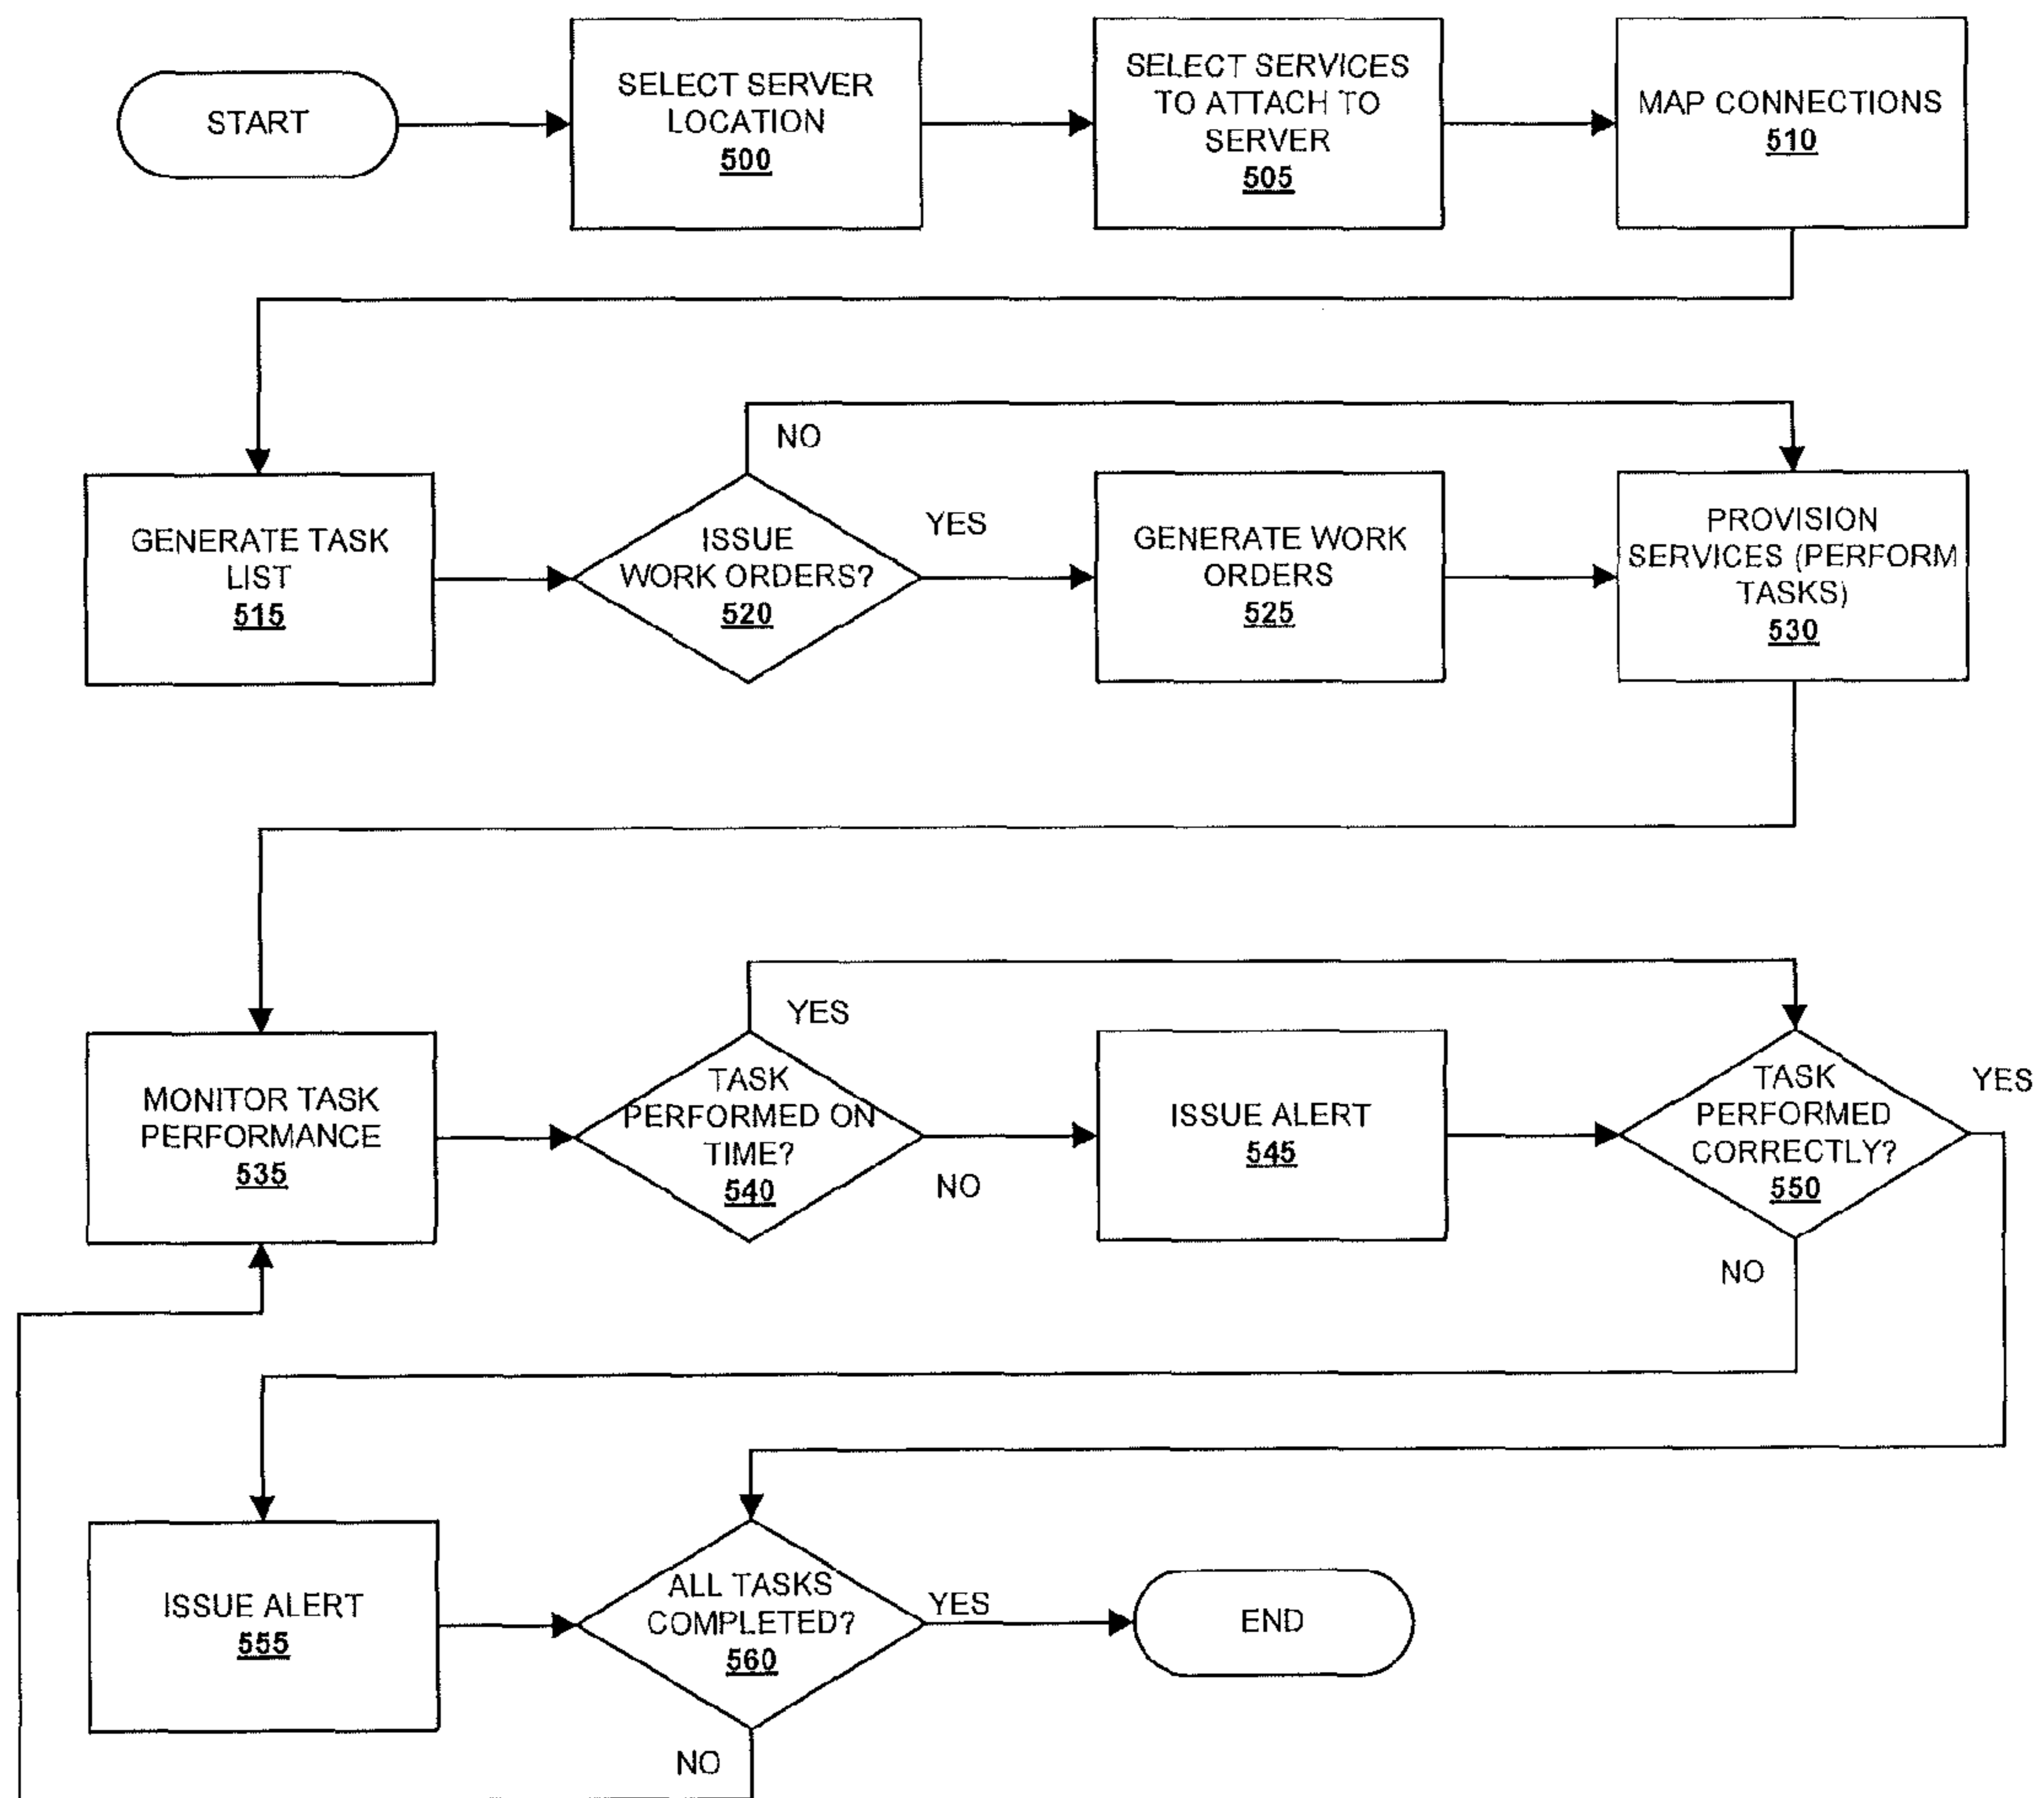 START
SELECT SERVER
LOCATION
500
SELECT SERVICES
TO ATTACH TO
SERVER
505
MAP CONNECTIONS
510
GENERATE TASK
LIST
515
NO
ISSUE
WORK ORDERS?
520
YES
GENERATE WORK
ORDERS
525
PROVISION
SERVICES (PERFORM
TASKS)
530
MONITOR TASK
PERFORMANCE
535
YES
TASK
PERFORMED ON
TIME?
540
NO
ISSUE ALERT
545
TASK
PERFORMED
CORRECTLY?
550
YES
NO
ISSUE ALERT
555
ALL TASKS
COMPLETED?
560
YES
END
NO